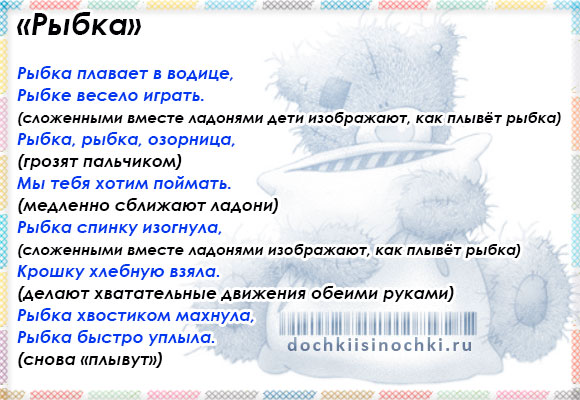 «Рыбка»
Рыбка плавает в водице,
Рыбке весело играть.
(сложенными вместе ладонями дети изображают, как плывёт рыбка)
Рыбка, рыбка, озорница,
(грозят пальчиком)
Мы тебя хотим поймать.
(медленно сближают ладони)
Рыбка спинку изогнула,
(сложенными вместе ладонями изображают, как плывёт рыбка)
Крошку хлебную взяла.
(делают хватательные движения обеими руками)
Рыбка хвостиком махнула,
Рыбка быстро уплыла.
(снова «плывут»)
dochkiisinochki.ru